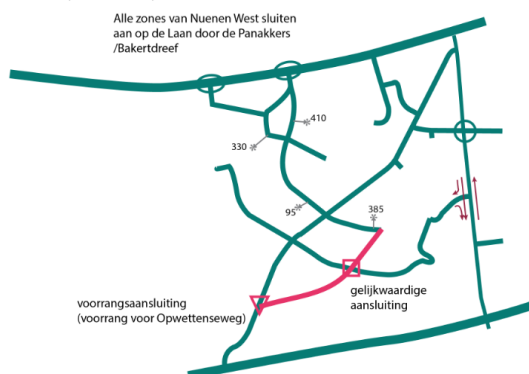 Alle zones van Nuenen West sluiten
aan op de Laan door de Panakkers
/Bakertdreef
410
330
95
385
voorrangsaansluiting
(voorrang voor Opwettenseweg)
gelijkwaardige
aansluiting